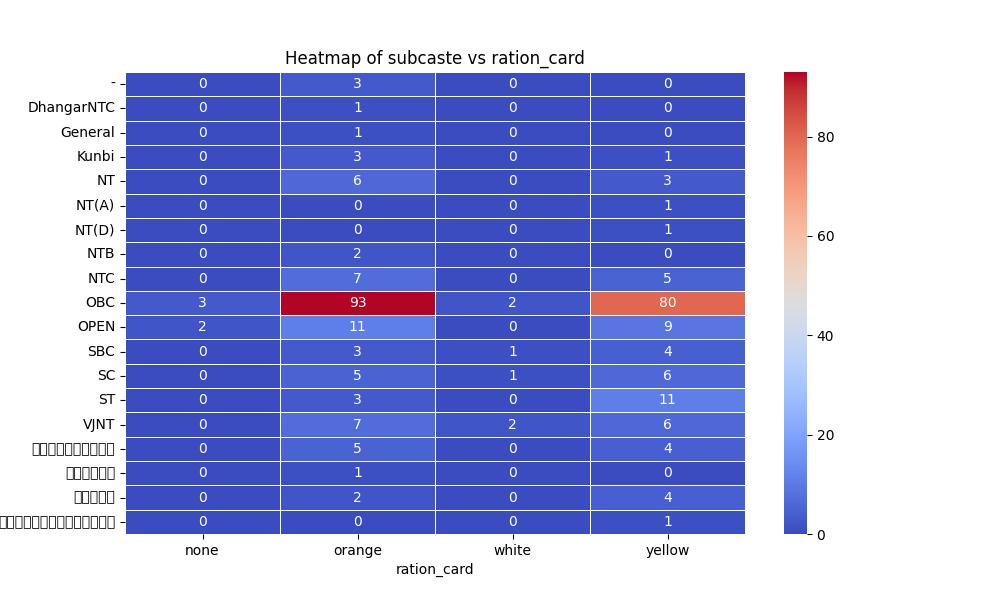 Heatmap of subcaste vs ration_card
- 0 3 0 0
DhangarNTC 0 1 0 0
General 0 1 0 0
Kunbi 0 3 0 1
NT 0 6 0 3
NT(A) 0 0 0 1
NT(D) 0 0 0 1
NTB 0 2 0 0
NTC 0 7 0 5
OBC 3 93 2 80
OPEN 2 11 0 9
SBC 0 3 1 4
SC 0 5 1 6
ST 0 3 0 11
VJNT 0 7 2 6
0 5 0 4
0 1 0 0
0 2 0 4
0 0 0 1
none orange white yellow
ration_card
80
60
40
20
0